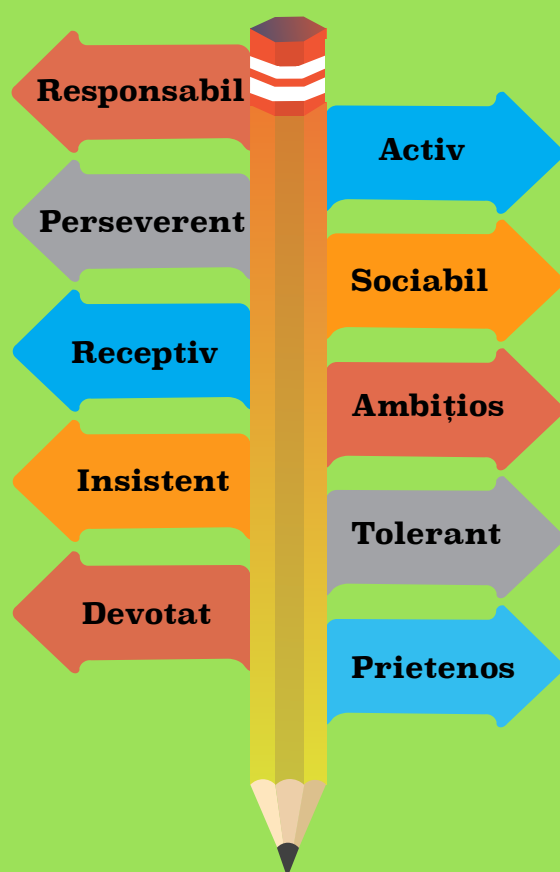 Responsabil
Activ
Perseverent
Sociabil
Receptiv
Ambițios
Insistent
Tolerant
Devotat
Prietenos